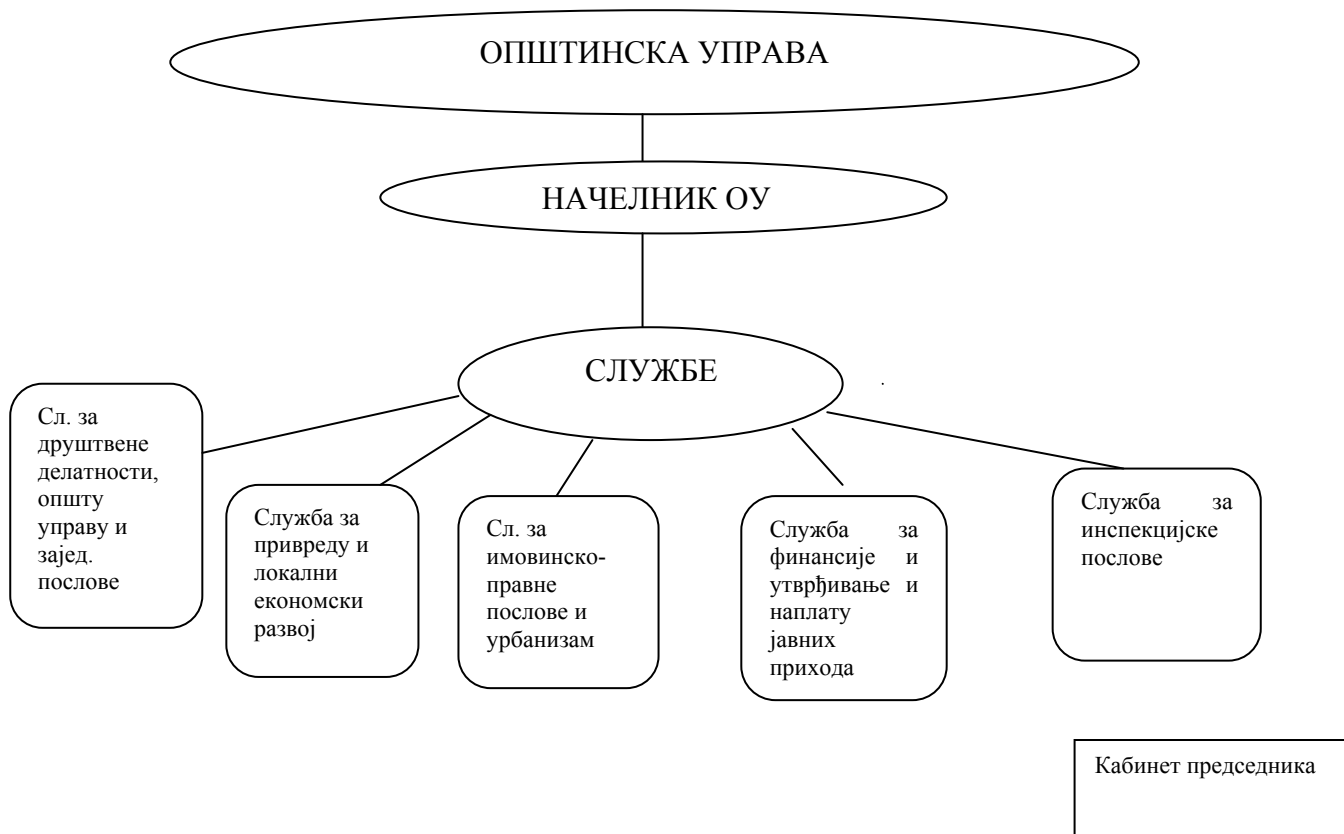 ОПШТИНСКА УПРАВА
НАЧЕЛНИК ОУ
СЛУЖБЕ
Сл. за
друштвене
делатности,
општу
управу и
зајед.
послове
Служба за
привреду и
локални
економски
развој
Сл. за
имовинско-
правне
послове и
урбанизам
Служба за
финансије и
утврђивање и
наплату
јавних
прихода
Служба за
инспекцијске
послове
Кабинет председника